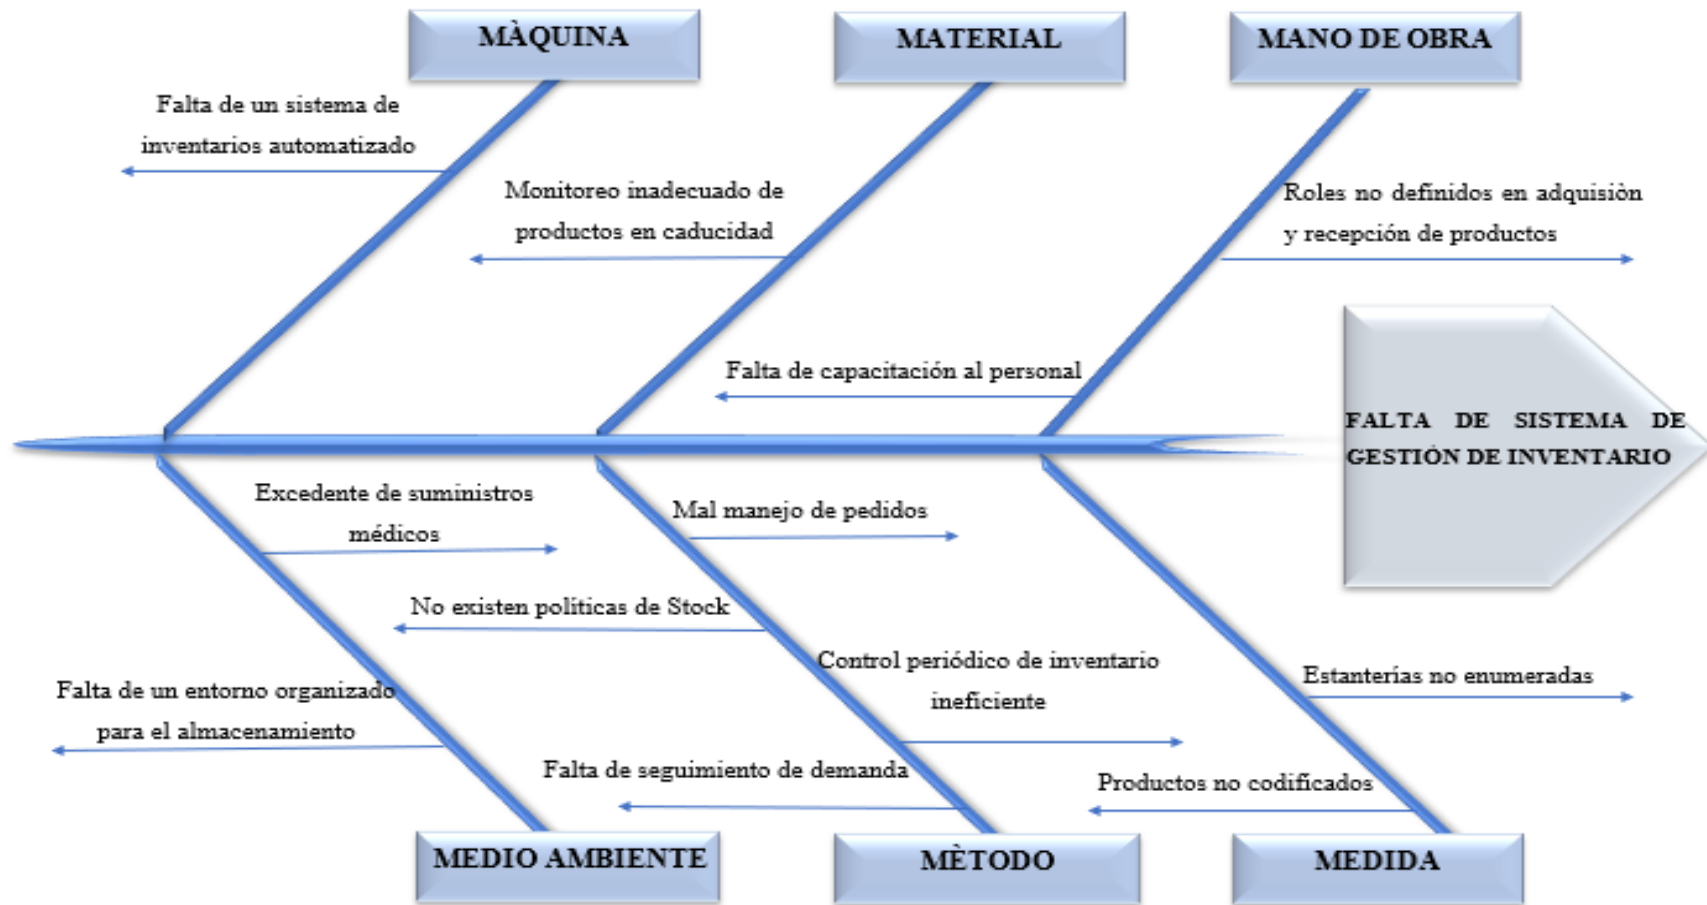 MÀQUINA
MATERIAL
MANO DE OBRA
Falta de un sistema de
inventarios automatizado
Monitoreo inadecuado de
productos en caducidad
Roles no definidos en adquisiòn
y recepción de productos
Falta de capacitación al personal
FALTA DE SISTEMA DE
GESTIÒN DE INVENTARIO
Excedente de suministros
médicos
Mal manejo de pedidos
No existen políticas de Stock
Control periódico de inventario
ineficiente
Falta de un entorno organizado
para el almacenamiento
Estanterías no enumeradas
Falta de seguimiento de demanda
Productos no codificados
MEDIO AMBIENTE
MÈTODO
MEDIDA